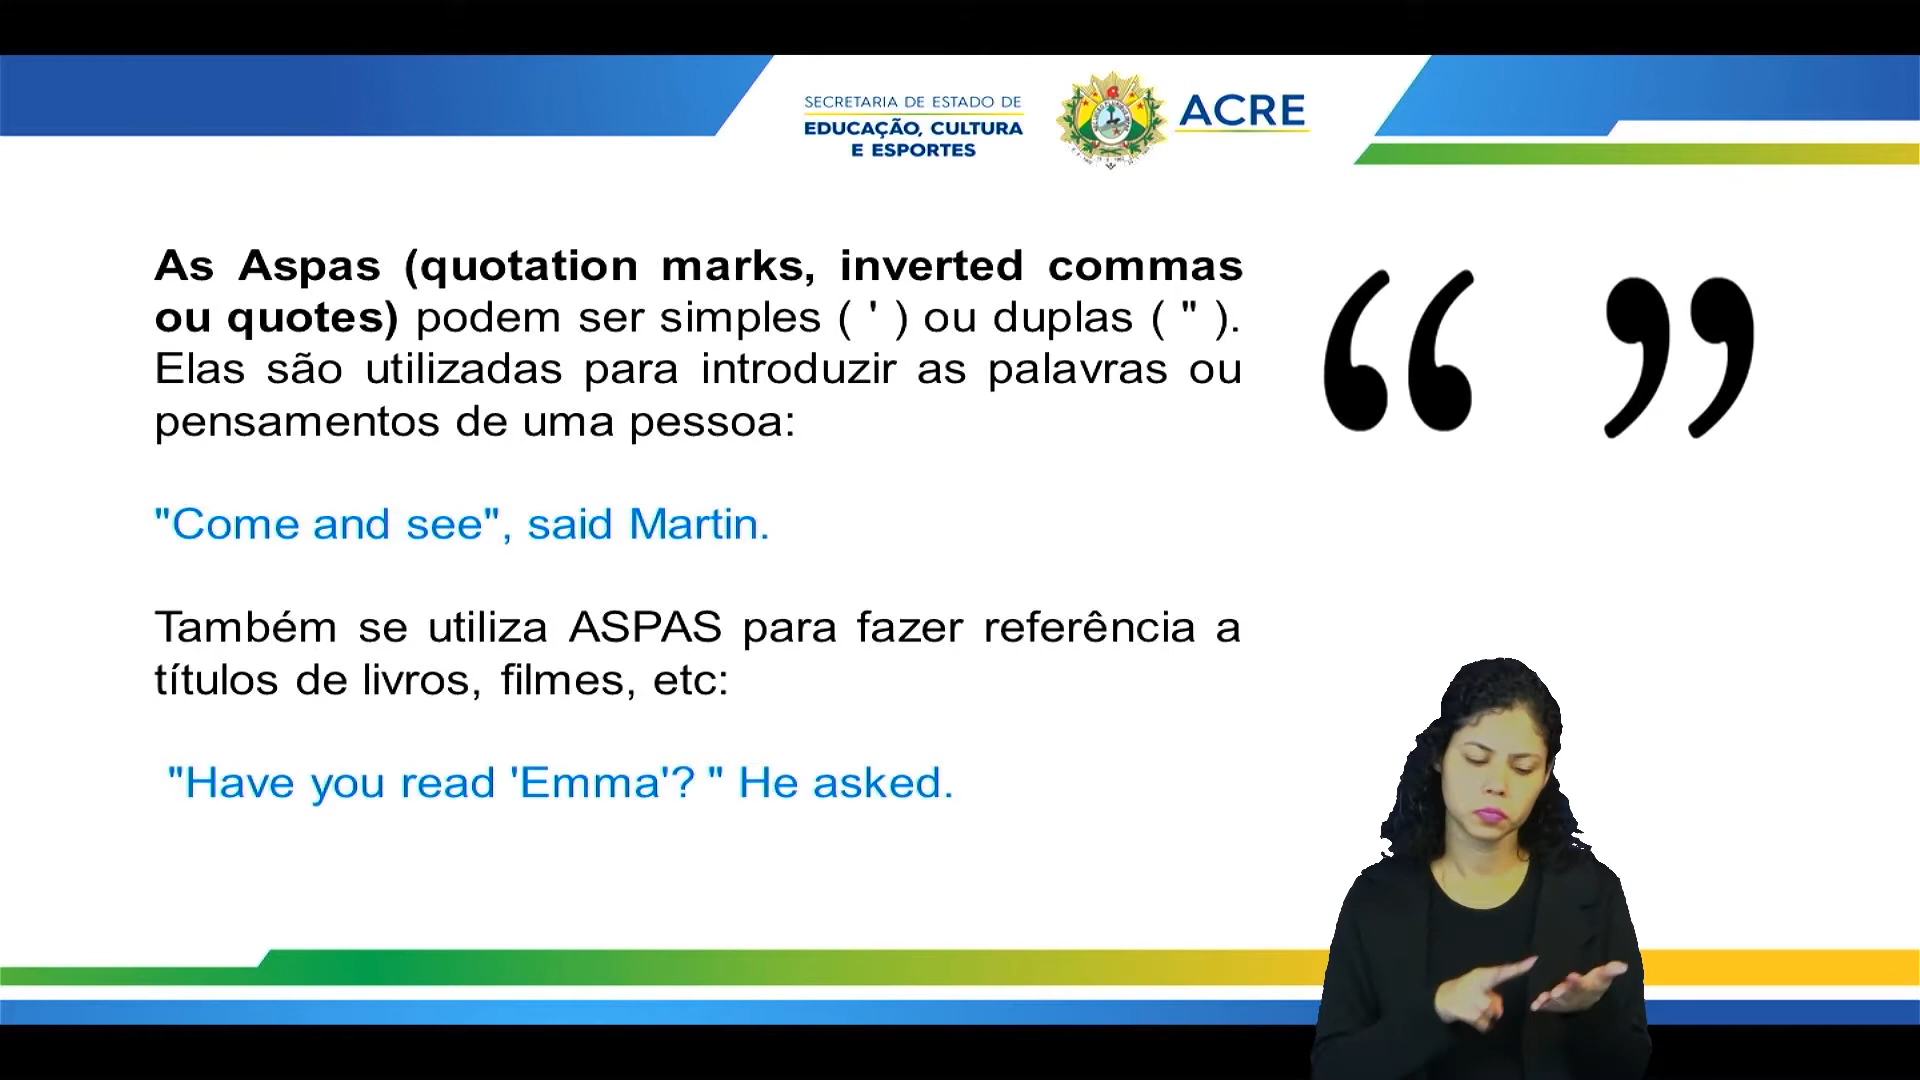 SECRETARIA DE ESTADO DE
EDUCAÇÃO, CULTURA
E ESPORTES
ACRE
As Aspas (quotation marks, inverted commas
ou quotes) podem ser simples ( ' ) ou duplas ( " ).
Elas são utilizadas para introduzir as palavras ou
pensamentos de uma pessoa:
"Come and see", said Martin.
Também se utiliza ASPAS para fazer referência a
títulos de livros, filmes, etc:
"Have you read 'Emma'? " He asked.
“ ”